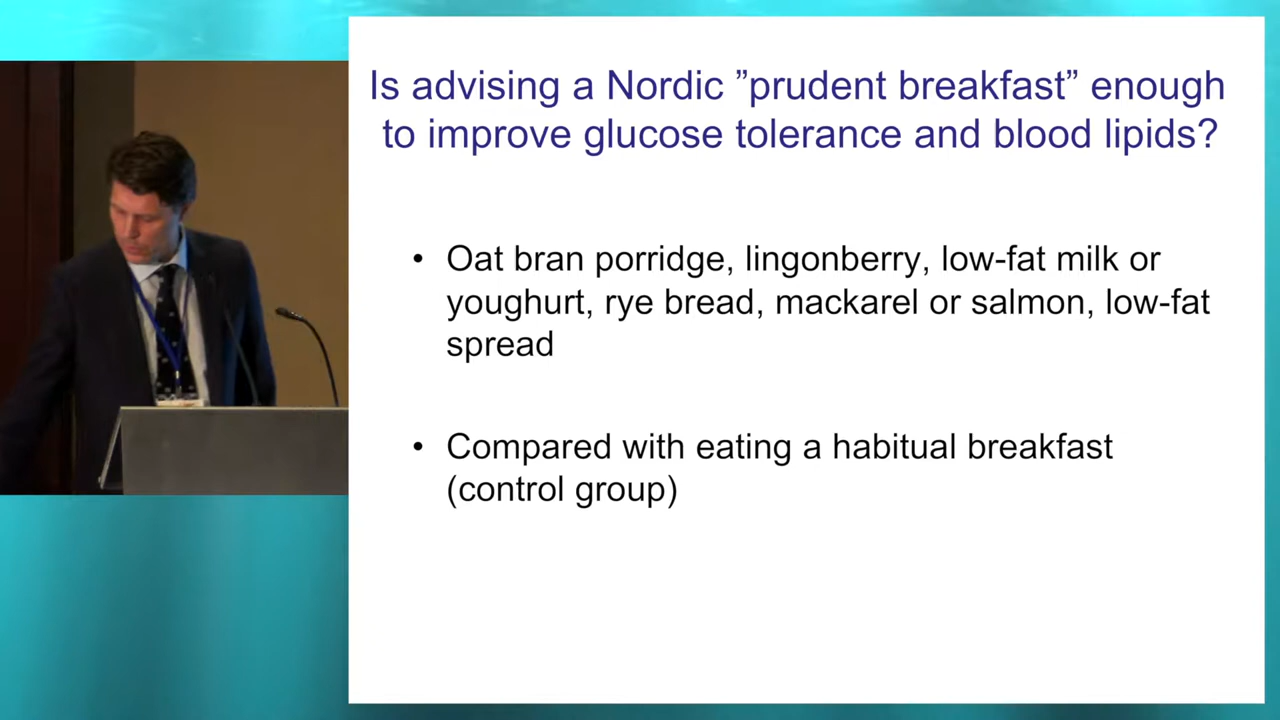 Is advising a Nordic ”prudent breakfast” enough
to improve glucose tolerance and blood lipids?
• Oat bran porridge, lingonberry, low-fat milk or
youghurt, rye bread, mackarel or salmon, low-fat
spread
• Compared with eating a habitual breakfast
(control group)